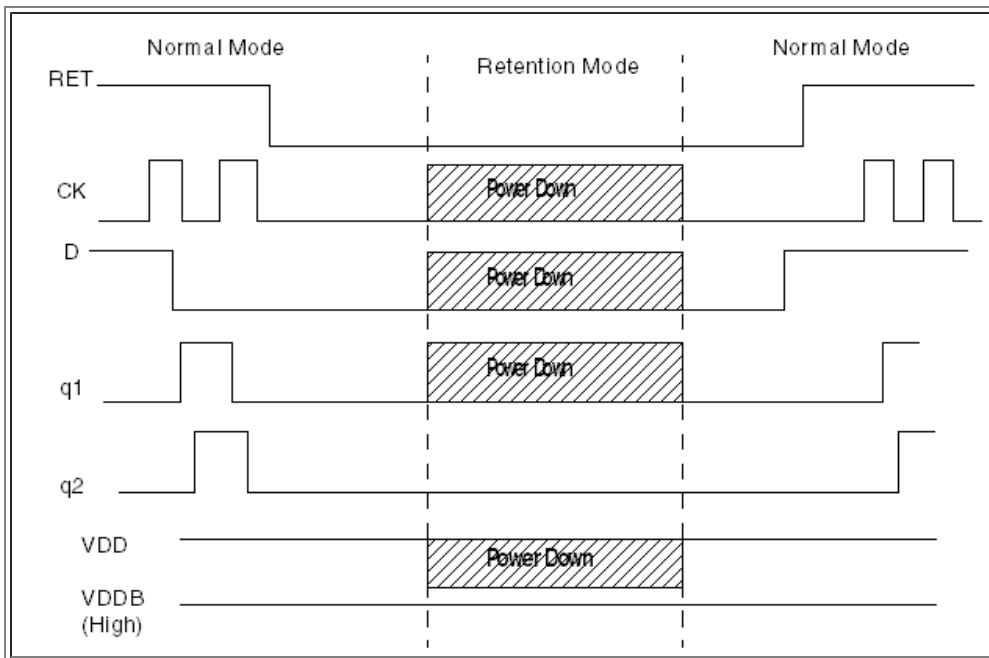 Normal Mode
Retention Mode
Normal Mode
RET
CK
Power Down
D
Power Down
q1
Power Down
q2
VDD
Power Down
VDDB
(High)